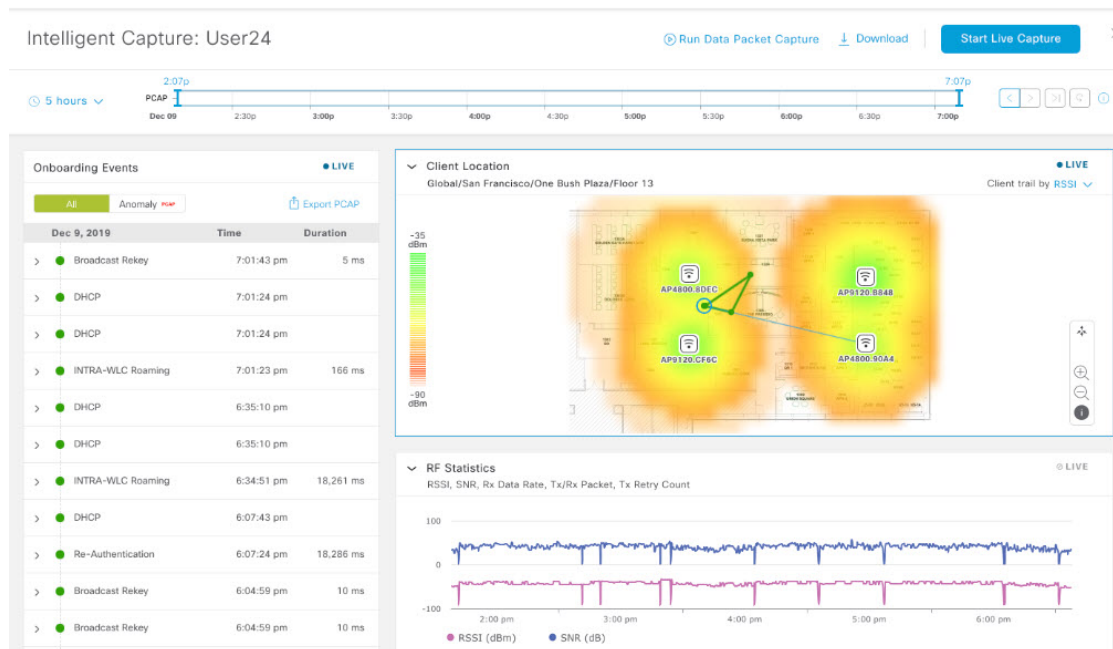 Intelligent Capture: User24
Run Data Packet Capture
Download
Start Live Capture
5 hours
2:07p
7:07p
PCAP
Dec 09
2:30p
3:00p
3:30p
4:00p
4:30p
5:00p
5:30p
6:00p
6:30p
7:00p
Onboarding Events
LIVE
All
Anomaly PCAP
Export PCAP
Dec 9, 2019 Time Duration
Broadcast Rekey 7:01:43 pm 5 ms
DHCP 7:01:24 pm
DHCP 7:01:24 pm
INTRA-WLC Roaming 7:01:23 pm 166 ms
DHCP 6:35:10 pm
DHCP 6:35:10 pm
INTRA-WLC Roaming 6:34:51 pm 18,261 ms
DHCP 6:07:43 pm
Re-Authentication 6:07:24 pm 18,286 ms
Broadcast Rekey 6:04:59 pm 10 ms
Broadcast Rekey 6:04:59 pm 10 ms
Client Location
LIVE
Global/San Francisco/One Bush Plaza/Floor 13
Client trail by RSSI
-35
dBm
-90
dBm
AP4800.8DEC
AP9120.B848
AP9120.CF6C
AP4800.90A4
RF Statistics
LIVE
RSSI, SNR, Rx Data Rate, Tx/Rx Packet, Tx Retry Count
100
0
-100
2:00 pm
3:00 pm
4:00 pm
5:00 pm
6:00 pm
RSSI (dBm)
SNR (dB)